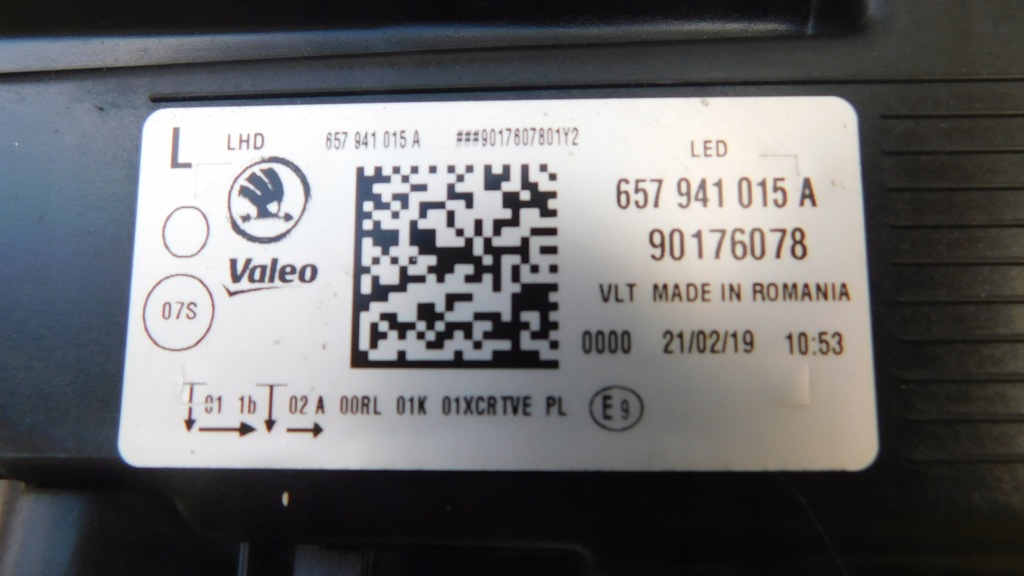 L LHD 657 941 015 A ###9017607801Y2
LED
657 941 015 A
90176078
Valeo
VLT MADE IN ROMANIA
07S
0000 21/02/19 10:53
01 1b 02 A 00RL 01K 01XCRTVE PL E9